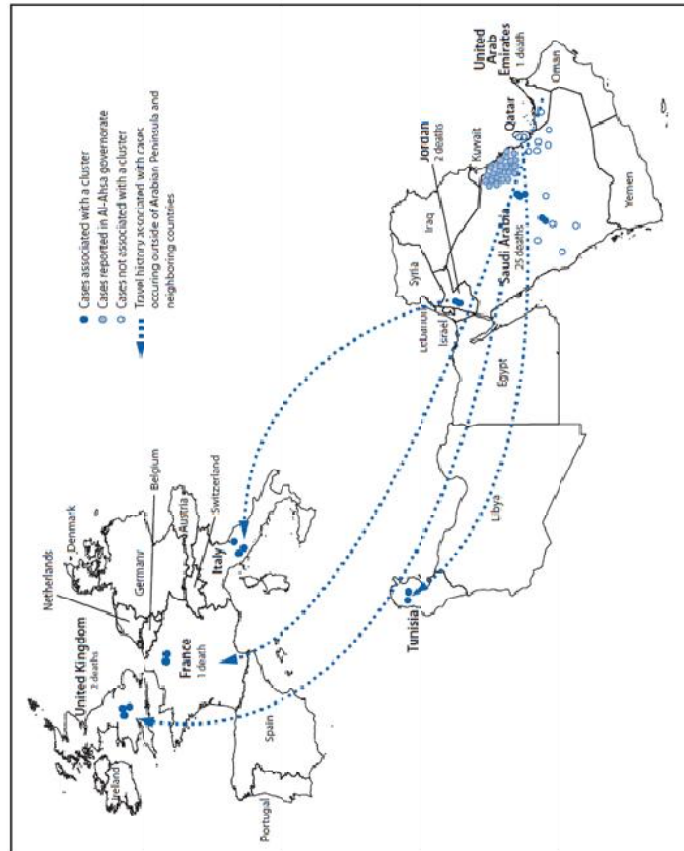 Cases associated with a cluster
Cases reported in Al-Ahsa governorate
Cases not associated with a cluster
Travel history associated with cases
occuring outside of Arabian Peninsula and
neighboring countries
Ireland
United Kingdom
2 deaths
Netherlands
Denmark
Germany
Belgium
Austria
Switzerland
France
1 death
Italy
Portugal
Spain
Tunisia
Libya
Egypt
Lebanon
Israel
Syria
Iraq
Jordan
2 deaths
Kuwait
Saudi Arabia
25 deaths
Qatar
United
Arab
Emirates
1 death
Oman
Yemen